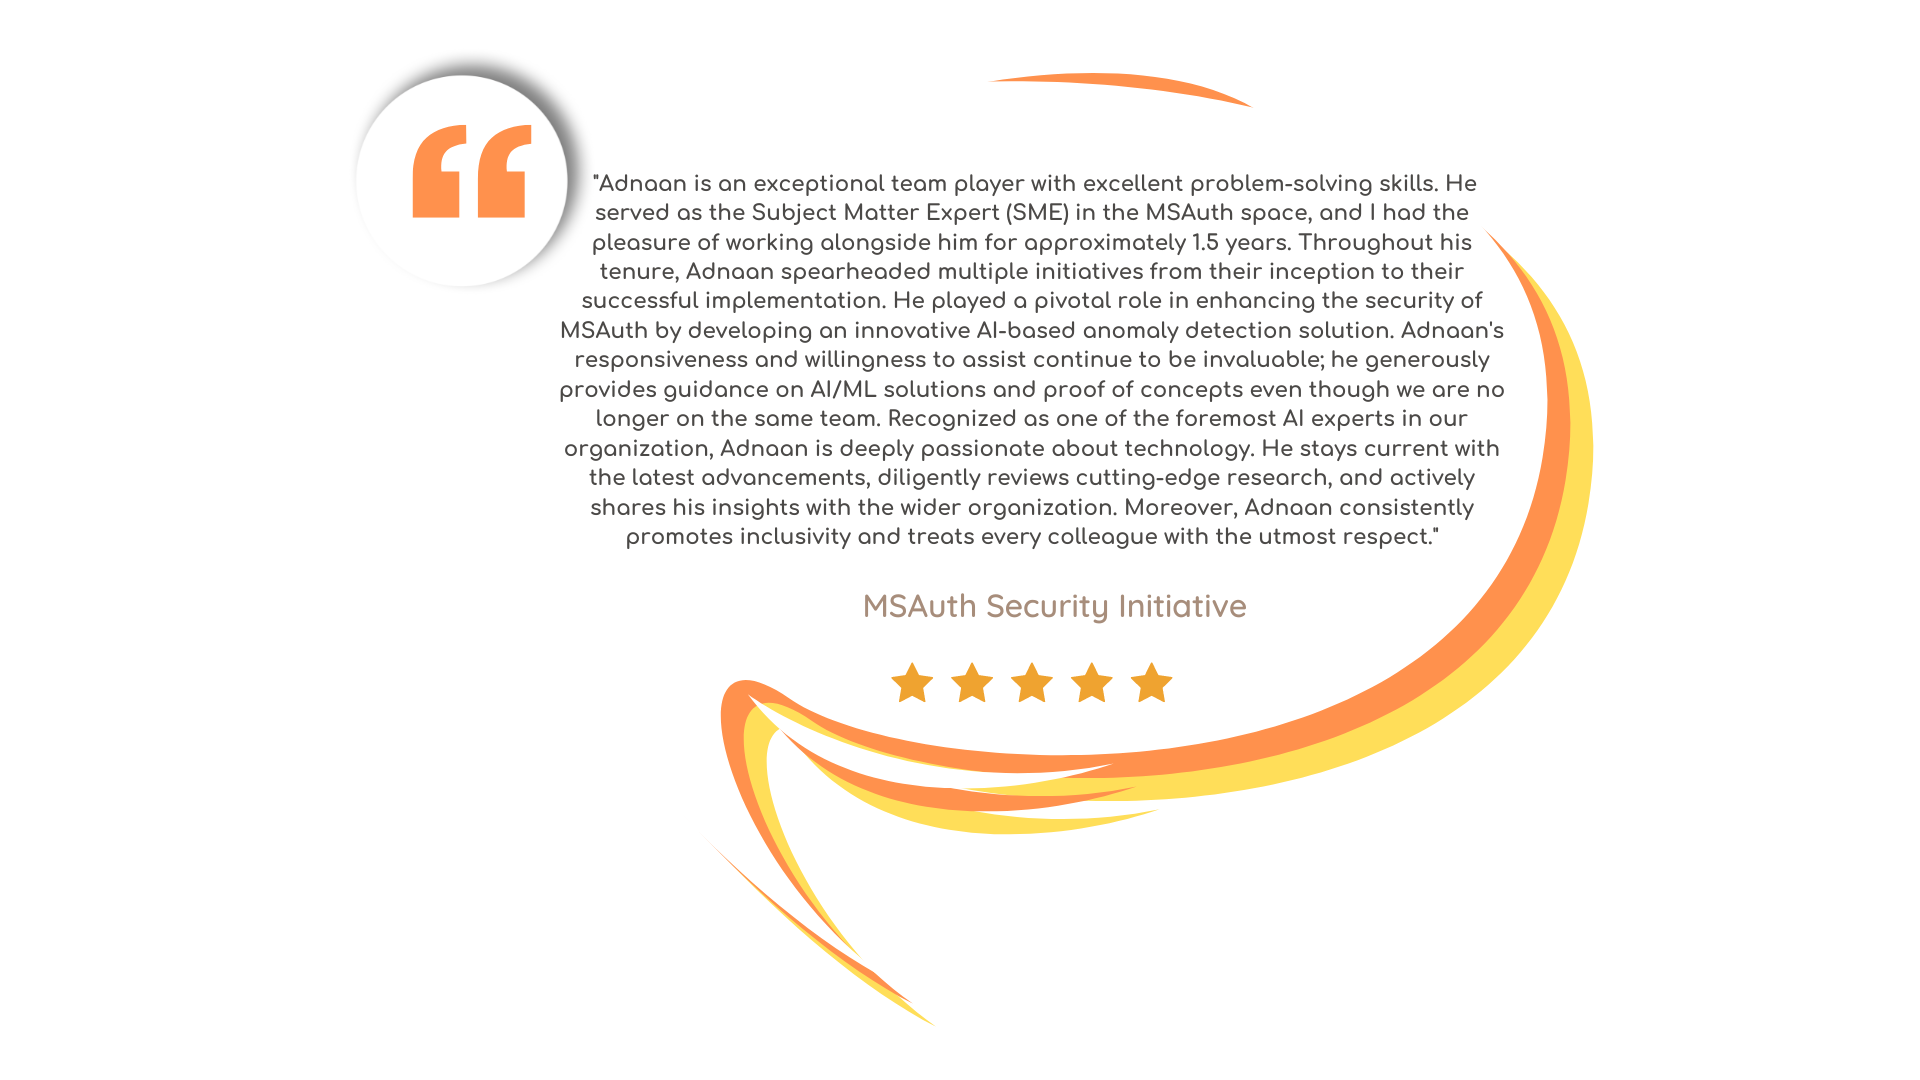 "Adnaan is an exceptional team player with excellent problem-solving skills. He
served as the Subject Matter Expert (SME) in the MSAuth space, and I had the
pleasure of working alongside him for approximately 1.5 years. Throughout his
tenure, Adnaan spearheaded multiple initiatives from their inception to their
successful implementation. He played a pivotal role in enhancing the security of
MSAuth by developing an innovative AI-based anomaly detection solution. Adnaan's
responsiveness and willingness to assist continue to be invaluable; he generously
provides guidance on AI/ML solutions and proof of concepts even though we are no
longer on the same team. Recognized as one of the foremost AI experts in our
organization, Adnaan is deeply passionate about technology. He stays current with
the latest advancements, diligently reviews cutting-edge research, and actively
shares his insights with the wider organization. Moreover, Adnaan consistently
promotes inclusivity and treats every colleague with the utmost respect."
MSAuth Security Initiative